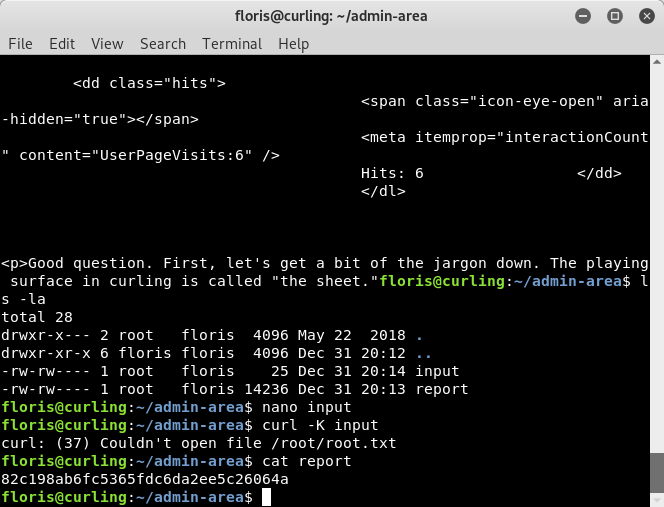 floris@curling: ~/admin-area
File Edit View Search Terminal Help
<dd class="hits">
<span class="icon-eye-open" aria
-hidden="true"></span>
<meta itemprop="interactionCount
" content="UserPageVisits:6" />
Hits: 6 </dd>
</dl>
<p>Good question. First, let's get a bit of the jargon down. The playing
surface in curling is called "the sheet."floris@curling:~/admin-area$ l
s -la
total 28
drwxr-x--- 2 root floris 4096 May 22 2018 .
drwxr-xr-x 6 floris floris 4096 Dec 31 20:12 ..
-rw-rw---- 1 root floris 25 Dec 31 20:14 input
-rw-rw---- 1 root floris 14236 Dec 31 20:13 report
floris@curling:~/admin-area$ nano input
floris@curling:~/admin-area$ curl -K input
curl: (37) Couldn't open file /root/root.txt
floris@curling:~/admin-area$ cat report
82c198ab6fc5365fdc6da2ee5c26064a
floris@curling:~/admin-area$